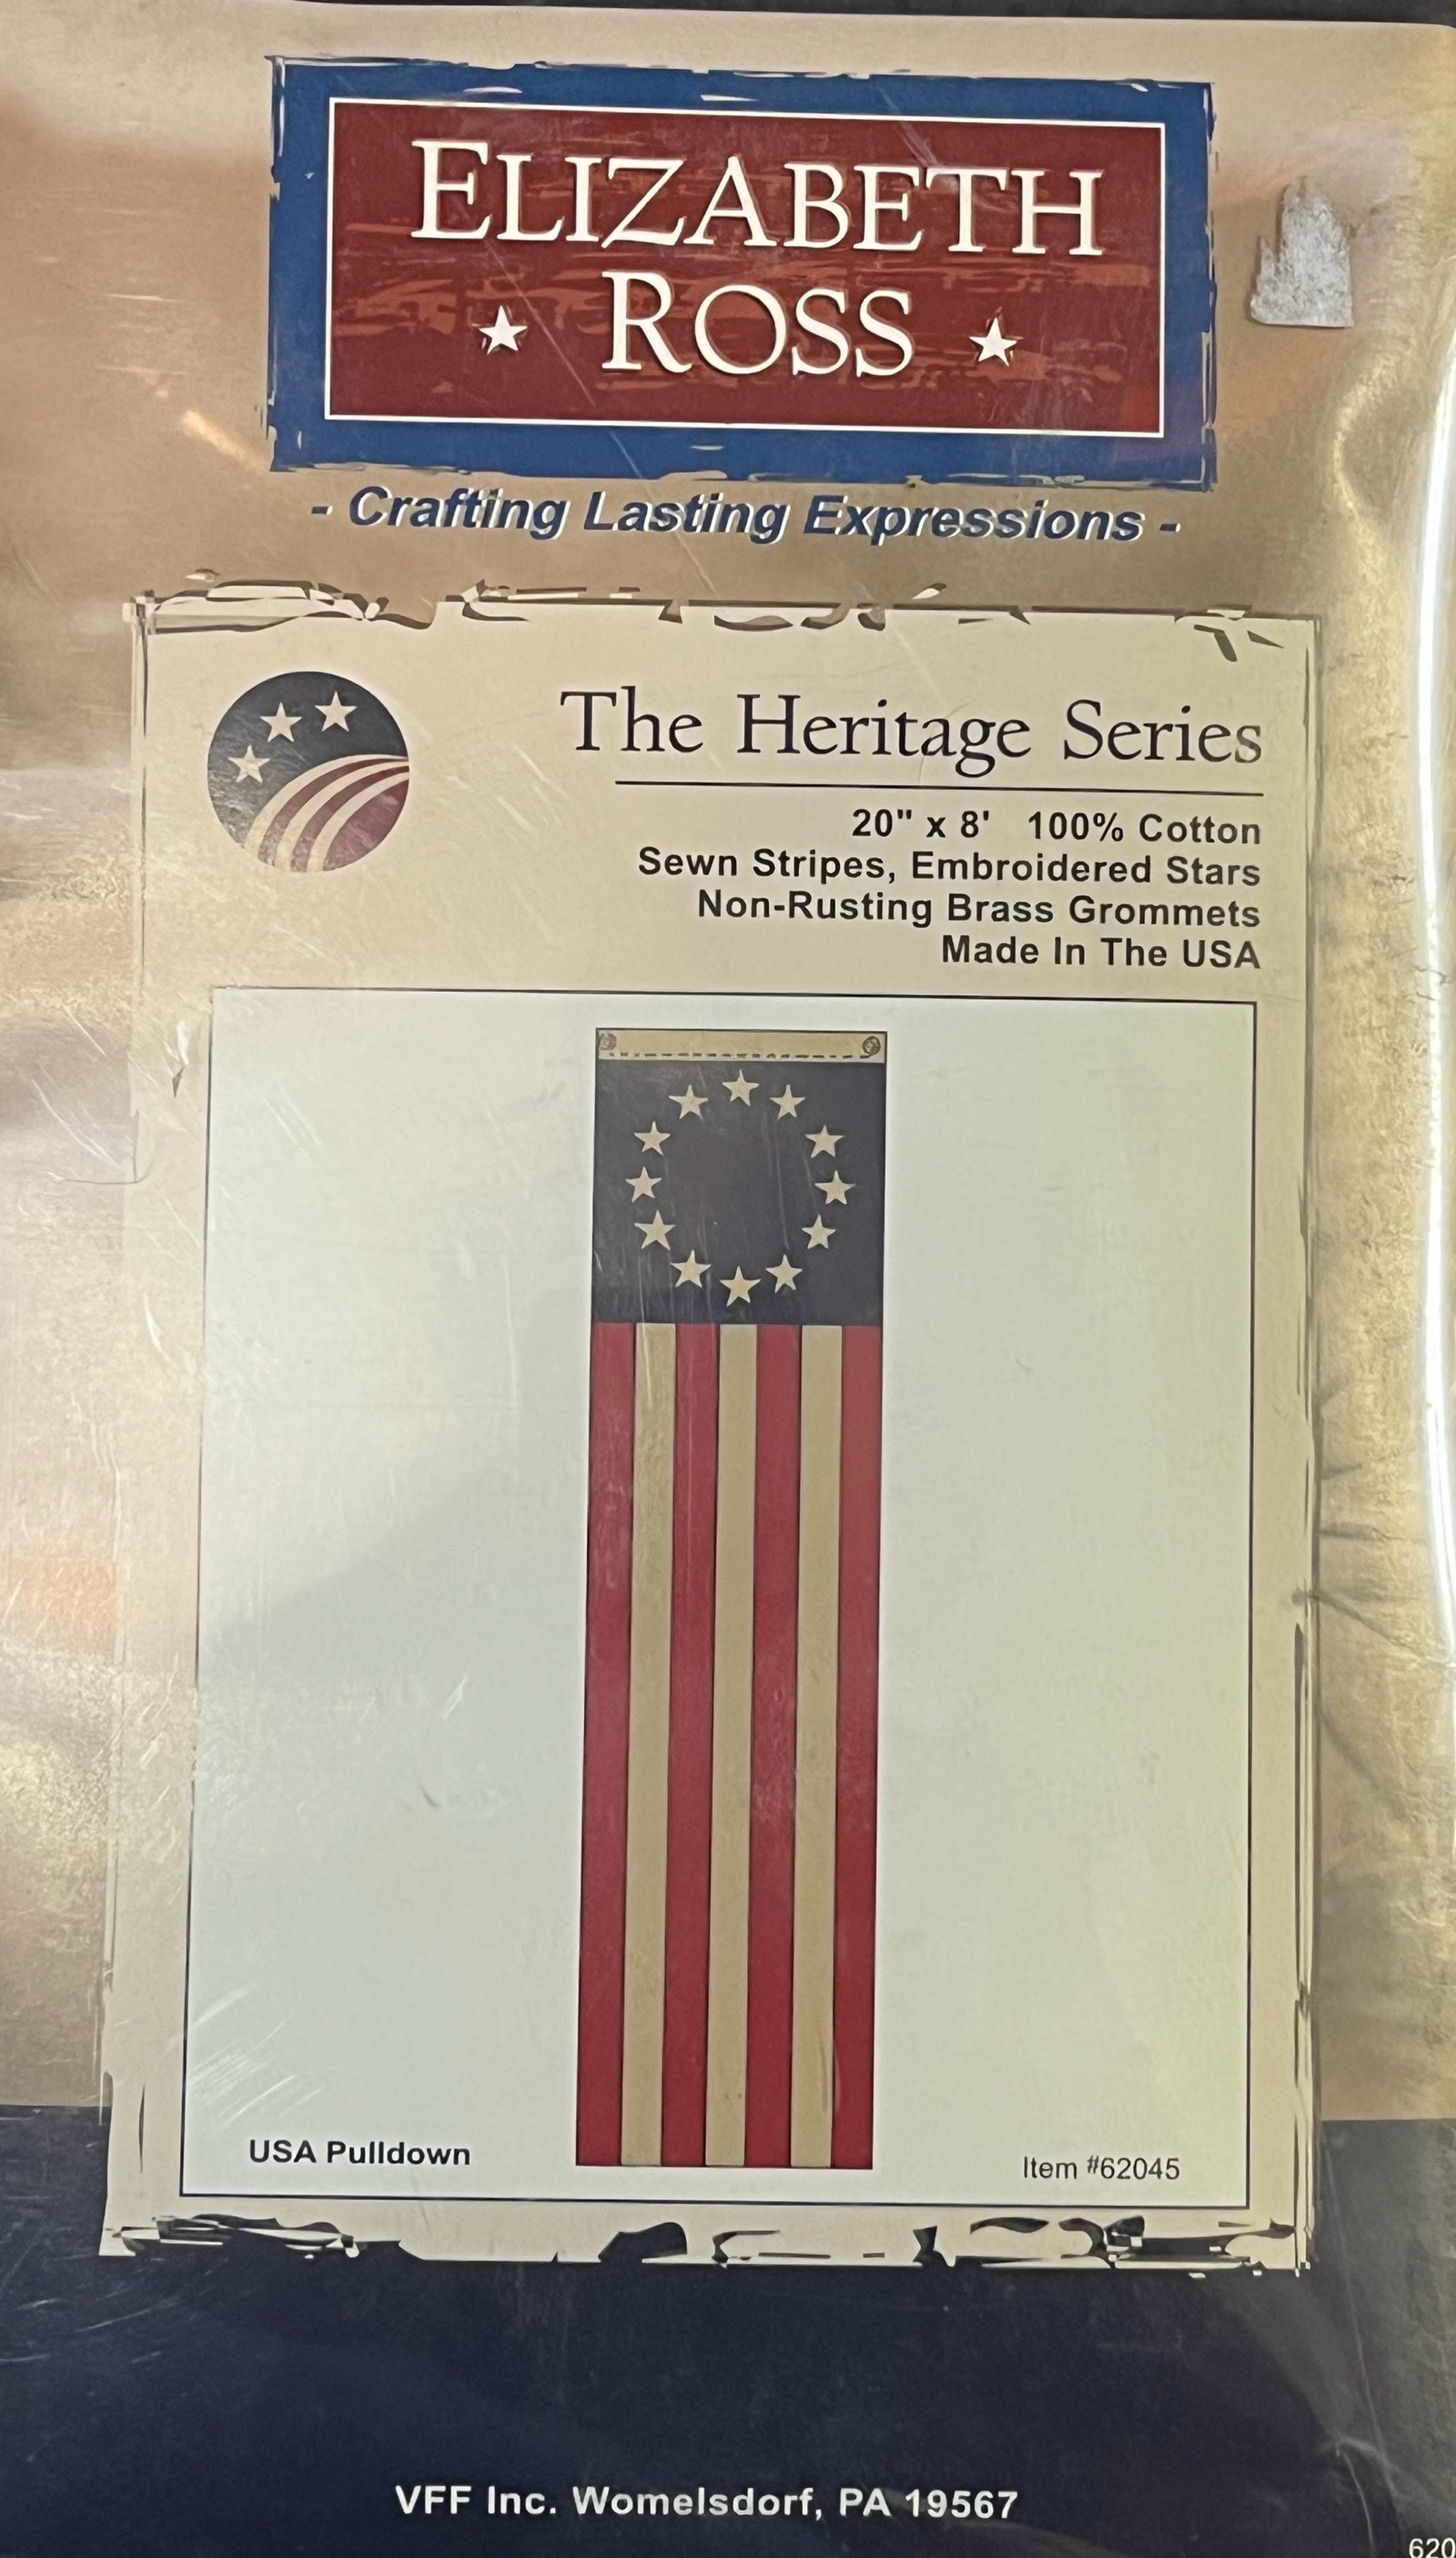 ELIZABETH
ROSS
- Crafting Lasting Expressions -
The Heritage Series
20" x 8' 100% Cotton
Sewn Stripes, Embroidered Stars
Non-Rusting Brass Grommets
Made In The USA
USA Pulldown
Item #62045
VFF Inc. Womelsdorf, PA 19567
620